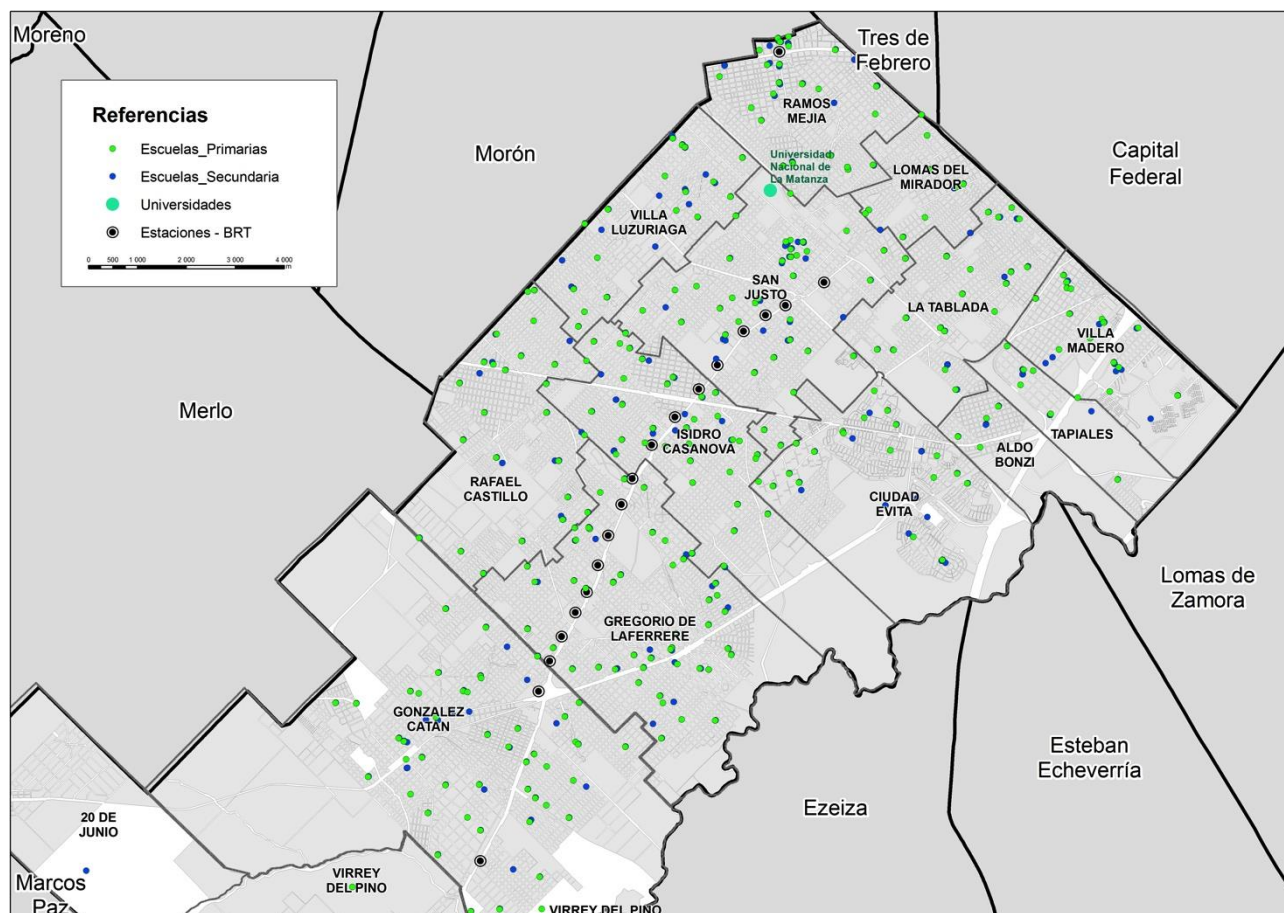 Moreno
Tres de
Febrero
Referencias
Escuelas_Primarias
Escuelas_Secundaria
Universidades
Estaciones - BRT
0 500 1 000 2 000 3 000 4 000
m
RAMOS
MEJIA
Morón
Universidad
Nacional de
La Matanza
Capital
Federal
LOMAS DEL
MIRADOR
VILLA
LUZURIAGA
SAN
JUSTO
LA TABLADA
VILLA
MADERO
Merlo
ISIDRO
CASANOVA
TAPIALES
ALDO
BONZI
RAFAEL
CASTILLO
CIUDAD
EVITA
Lomas de
Zamora
GREGORIO DE
LAFERRERE
GONZALEZ
CATAN
Esteban
Echeverría
Ezeiza
20 DE
JUNIO
VIRREY
DEL PINO
Marcos
Paz
VIRREY DEL PINO